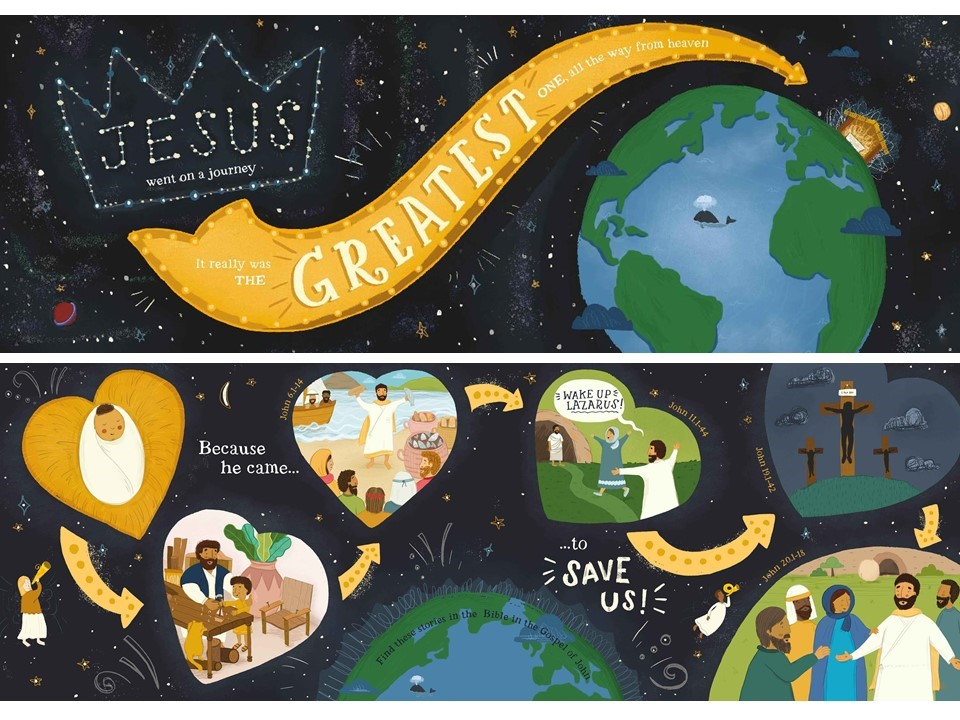 JESUS
went on a journey
It really was
THE
GREATEST
ONE, all the way from heaven
Because
he came...
John 6.1-14
WAKE UP
LAZARUS!
John 11.1-44
John 19.1-42
...to
SAVE
US!
John 20.1-18
Find these stories in the Bible in the Gospel of John